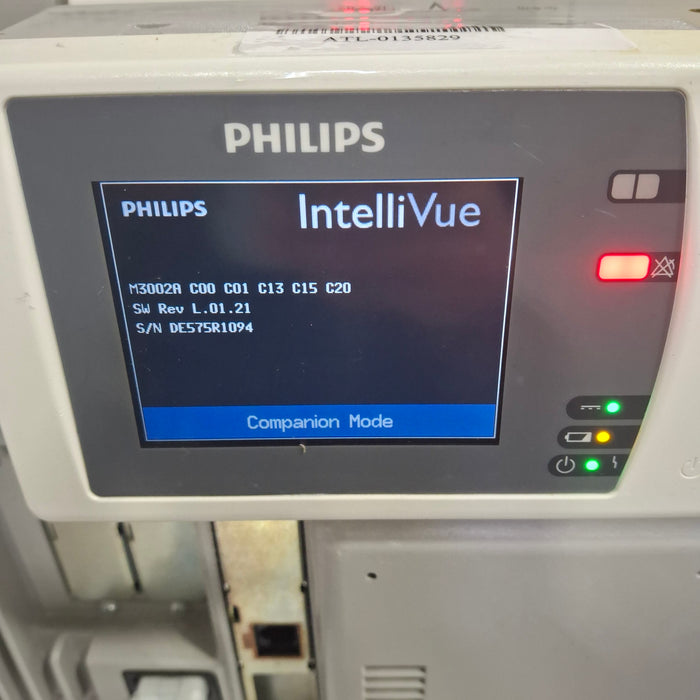 ATL-0135829
PHILIPS
PHILIPS IntelliVue
M3002A C00 C01 C13 C15 C20
SW Rev L.01.21
S/N DE575R1094
Companion Mode